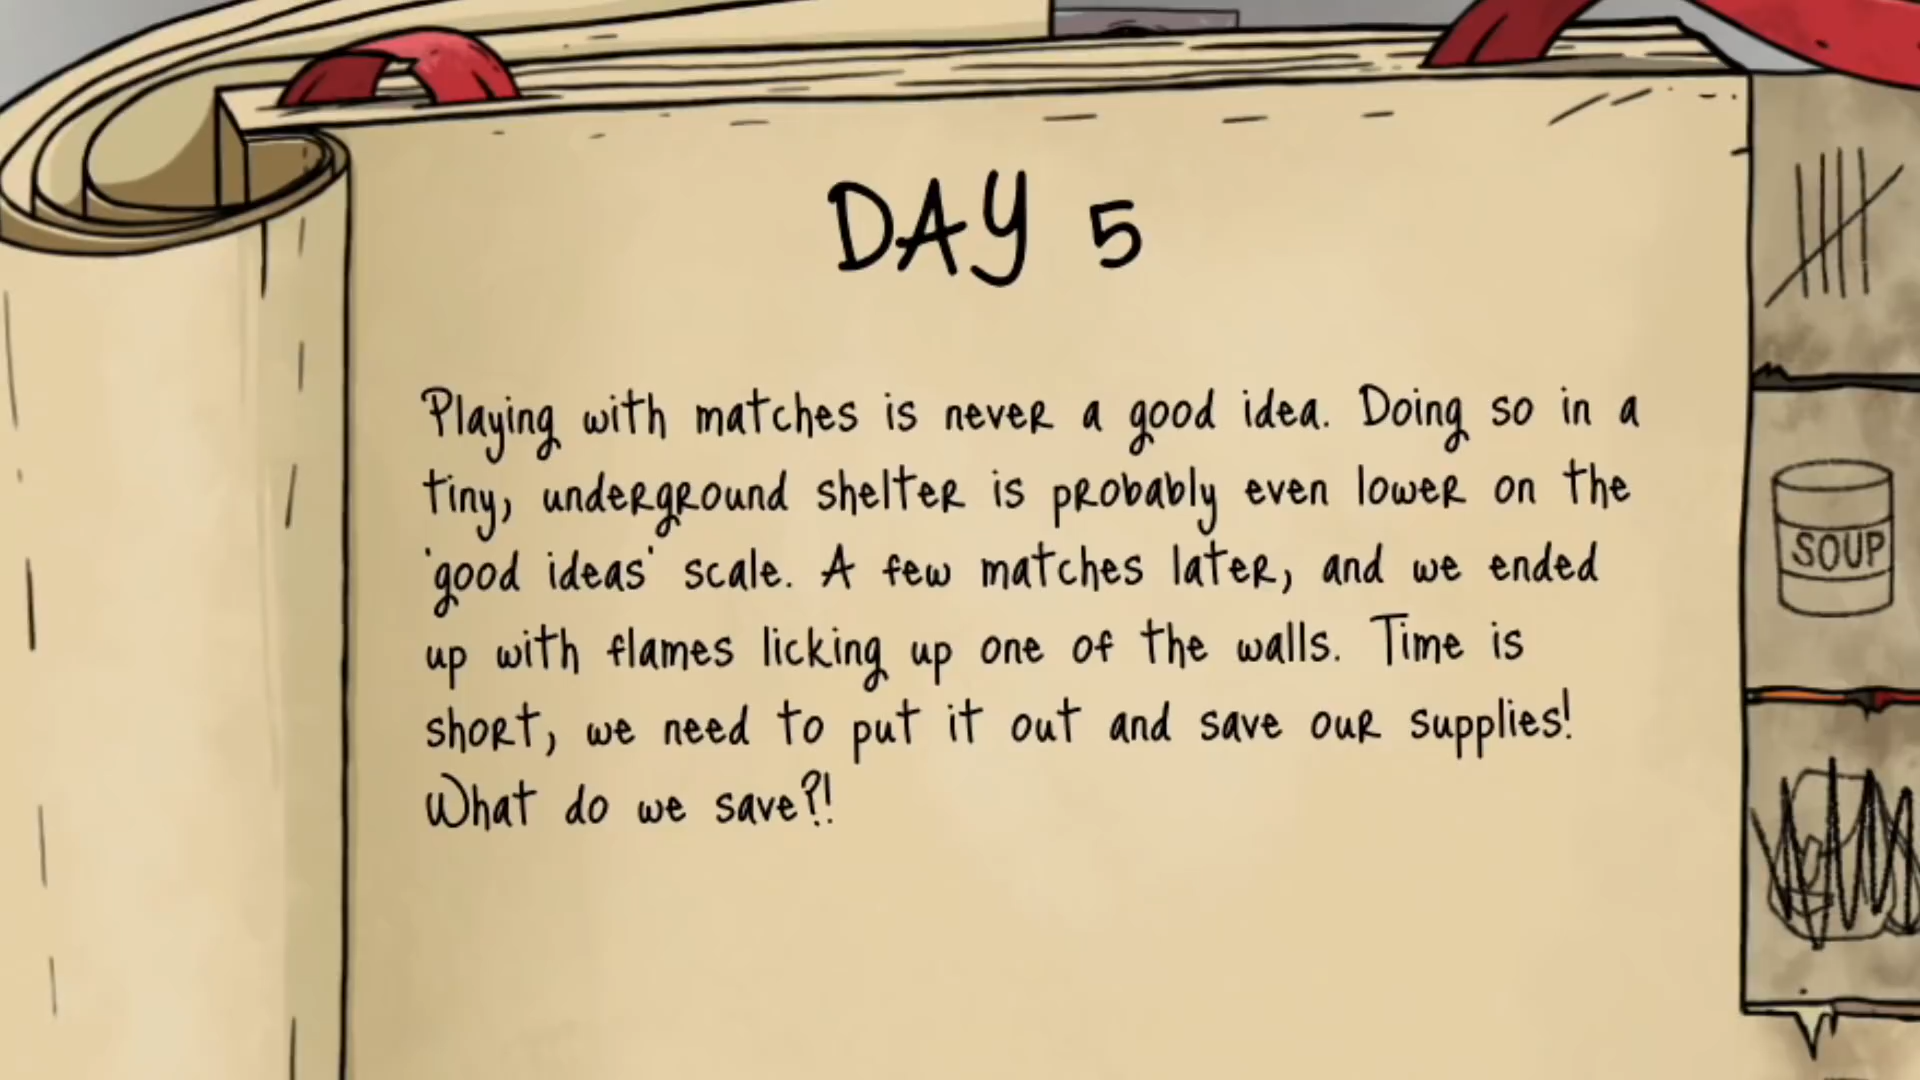 DAY 5
Playing with matches is never a good idea. Doing so in a
tiny, underground shelter is probably even lower on the
'good ideas' scale. A few matches later, and we ended
up with flames licking up one of the walls. Time is
short, we need to put it out and save our supplies!
What do we save?!
SOUP